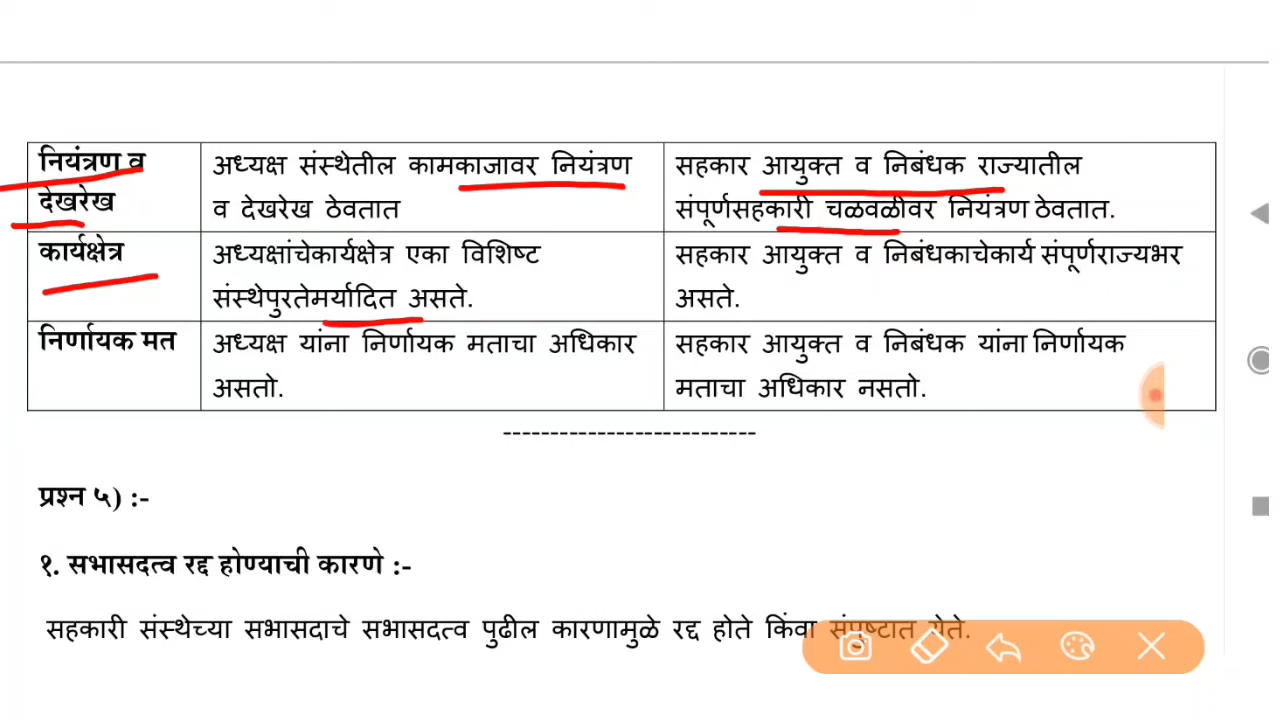 नियंत्रण व
देखरेख
अध्यक्ष संस्थेतील कामकाजावर नियंत्रण
व देखरेख ठेवतात
सहकार आयुक्त व निबंधक राज्यातील
संपूर्णसहकारी चळवळीवर नियंत्रण ठेवतात.
कार्यक्षेत्र
अध्यक्षांचेकार्यक्षेत्र एका विशिष्ट
संस्थेपुरतेमर्यादित असते.
सहकार आयुक्त व निबंधकाचेकार्य संपूर्णराज्यभर
असते.
निर्णायक मत
अध्यक्ष यांना निर्णायक मताचा अधिकार
असतो.
सहकार आयुक्त व निबंधक यांना निर्णायक
मताचा अधिकार नसतो.
---------------------------
प्रश्न ५) :-
१. सभासदत्व रद्द होण्याची कारणे :-
सहकारी संस्थेच्या सभासदाचे सभासदत्व पुढील कारणामुळे रद्द होते किंवा संपुष्टात येते.